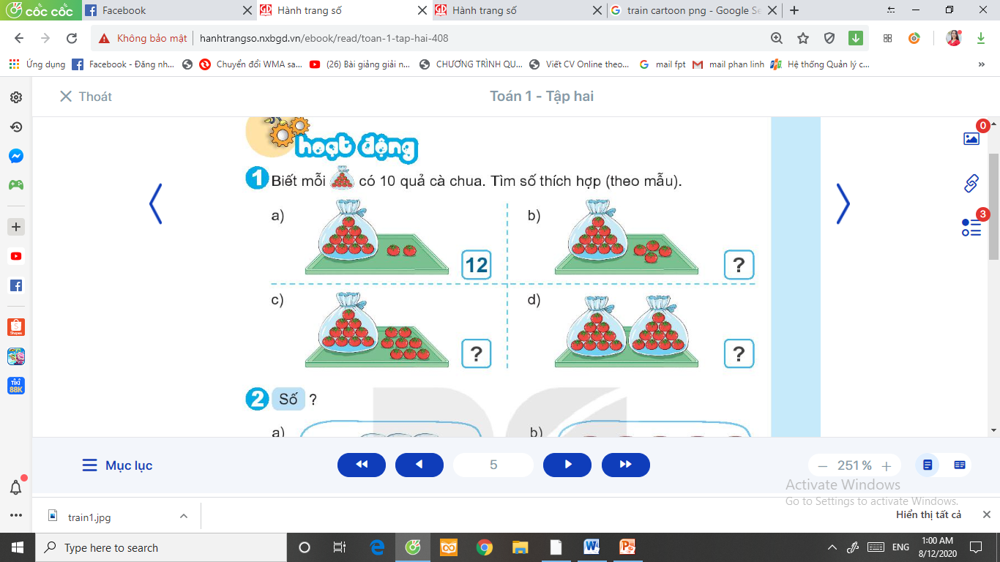 cốc cốc
Facebook
Hành trang số
Hành trang số
train cartoon png - Google Se
Không bảo mật
hanhtrangso.nxbgd.vn/ebook/read/toan-1-tap-hai-408
Ứng dụng
Facebook - Đăng nh...
Chuyển đổi WMA sa...
(26) Bài giảng giải n...
CHƯƠNG TRÌNH QU...
Viết CV Online theo...
mail fpt
mail phan linh
Hệ thống Quản lý c...
»
Thoát
Toán 1 - Tập hai
0
3
hoạt động
1 Biết mỗi có 10 quả cà chua. Tìm số thích hợp (theo mẫu).
a)
12
b)
?
c)
?
d)
?
2 Số ?
a)
b)
Shopee
TIKI
88K
Mục lục
5
251 %
Activate Windows
Go to Settings to activate Windows.
train1.jpg
Hiển thị tất cả
Type here to search
ENG
1:00 AM
8/12/2020